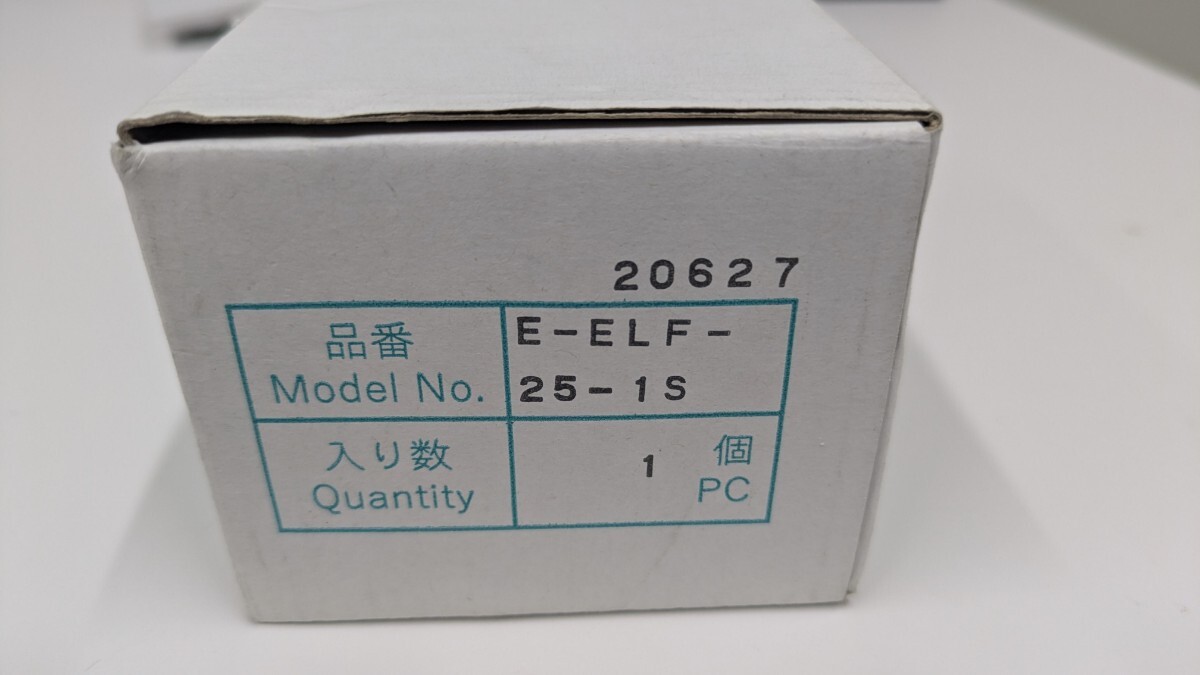 20627
品番
Model No.
E-ELF-
25-1S
入り数
Quantity
1 個
PC